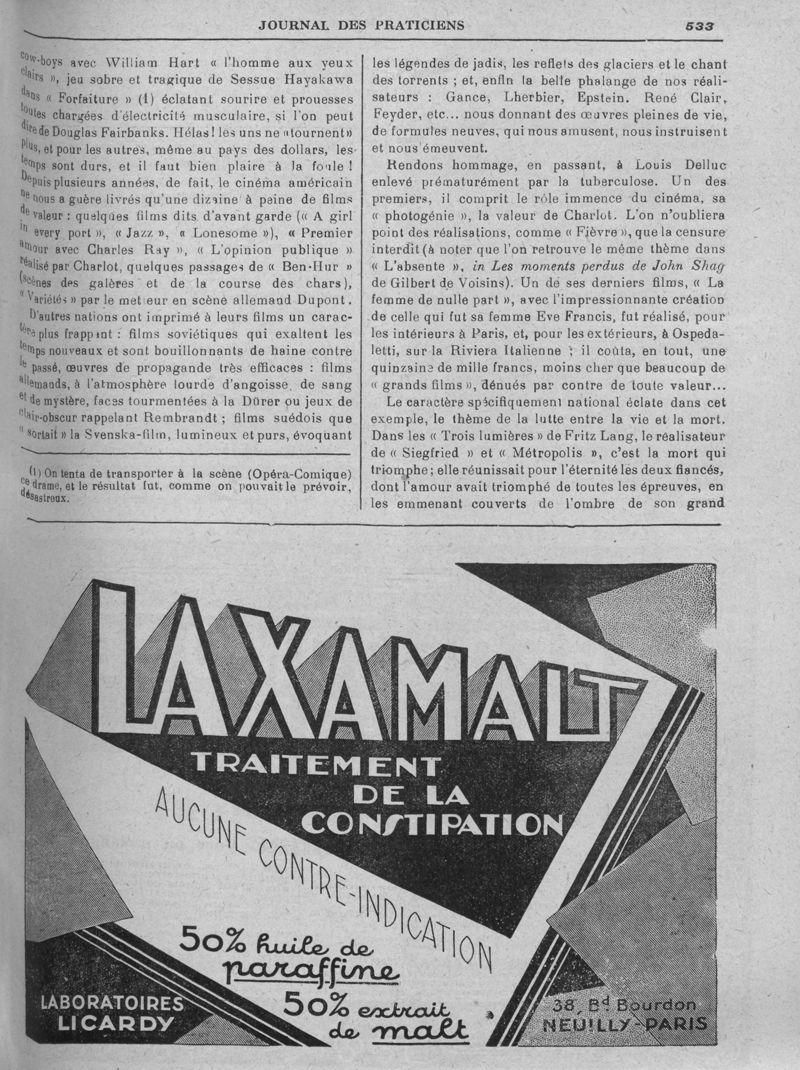 JOURNAL DES PRATICIENS
533
cow-boys avec William Hart « l'homme aux yeux
clairs », jeu sobre et tragique de Sessue Hayakawa
dans « Forfaiture » (1) éclatant sourire et prouesses
toutes chargées d'électricité musculaire, si l'on peut
dire de Douglas Fairbanks. Hélas! les uns ne «tournent»
plus, et pour les autres, même au pays des dollars, les
temps sont durs, et il faut bien plaire à la foule !
Depuis plusieurs années, de fait, le cinéma américain
ne nous a guère livrés qu'une dizaine à peine de films
de valeur : quelques films dits d'avant garde (« A girl
in every port », « Jazz », « Lonesome »), « Premier
amour avec Charles Ray », « L'opinion publique »
réalisé par Charlot, quelques passages de « Ben-Hur »
(scènes des galères et de la course des chars),
« Variétés » par le metteur en scène allemand Dupont.
D'autres nations ont imprimé à leurs films un carac-
tère plus frappant : films soviétiques qui exaltent les
temps nouveaux et sont bouillonnants de haine contre
le passé, œuvres de propagande très efficaces : films
allemands, à l'atmosphère lourde d'angoisse, de sang
et de mystère, faces tourmentées à la Dürer ou jeux de
clair-obscur rappelant Rembrandt ; films suédois que
« sortait » la Svenska-film, lumineux et purs, évoquant
(1) On tenta de transporter à la scène (Opéra-Comique)
ce drame, et le résultat fut, comme on pouvait le prévoir,
désastreux.
les légendes de jadis, les reflets des glaciers et le chant
des torrents ; et, enfin la belle phalange de nos réali-
sateurs : Gance, Lherbier, Epstein. René Clair,
Feyder, etc... nous donnant des œuvres pleines de vie,
de formules neuves, qui nous amusent, nous instruisent
et nous émeuvent.
Rendons hommage, en passant, à Louis Delluc
enlevé prématurément par la tuberculose. Un des
premiers, il comprit le rôle immence du cinéma, sa
« photogénie », la valeur de Charlot. L'on n'oubliera
point des réalisations, comme « Fièvre », que la censure
interdit (à noter que l'on retrouve le même thème dans
« L'absente », in Les moments perdus de John Shag
de Gilbert de Voisins). Un de ses derniers films, « La
femme de nulle part », avec l'impressionnante création
de celle qui fut sa femme Eve Francis, fut réalisé, pour
les intérieurs à Paris, et, pour les extérieurs, à Ospeda-
letti, sur la Riviera Italienne ; il coûta, en tout, une
quinzaine de mille francs, moins cher que beaucoup de
« grands films », dénués par contre de toute valeur...
Le caractère spécifiquement national éclate dans cet
exemple, le thème de la lutte entre la vie et la mort.
Dans les « Trois lumières » de Fritz Lang, le réalisateur
de « Siegfried » et « Métropolis », c'est la mort qui
triomphe ; elle réunissait pour l'éternité les deux fiancés,
dont l'amour avait triomphé de toutes les épreuves, en
les emmenant couverts de l'ombre de son grand
LAXAMALT
TRAITEMENT
DE LA
CONSTIPATION
AUCUNE CONTRE-INDICATION
50% huile de
paraffine
50% extrait
de malt
LABORATOIRES
LICARDY
38, Bd Bourdon
NEUILLY-PARIS